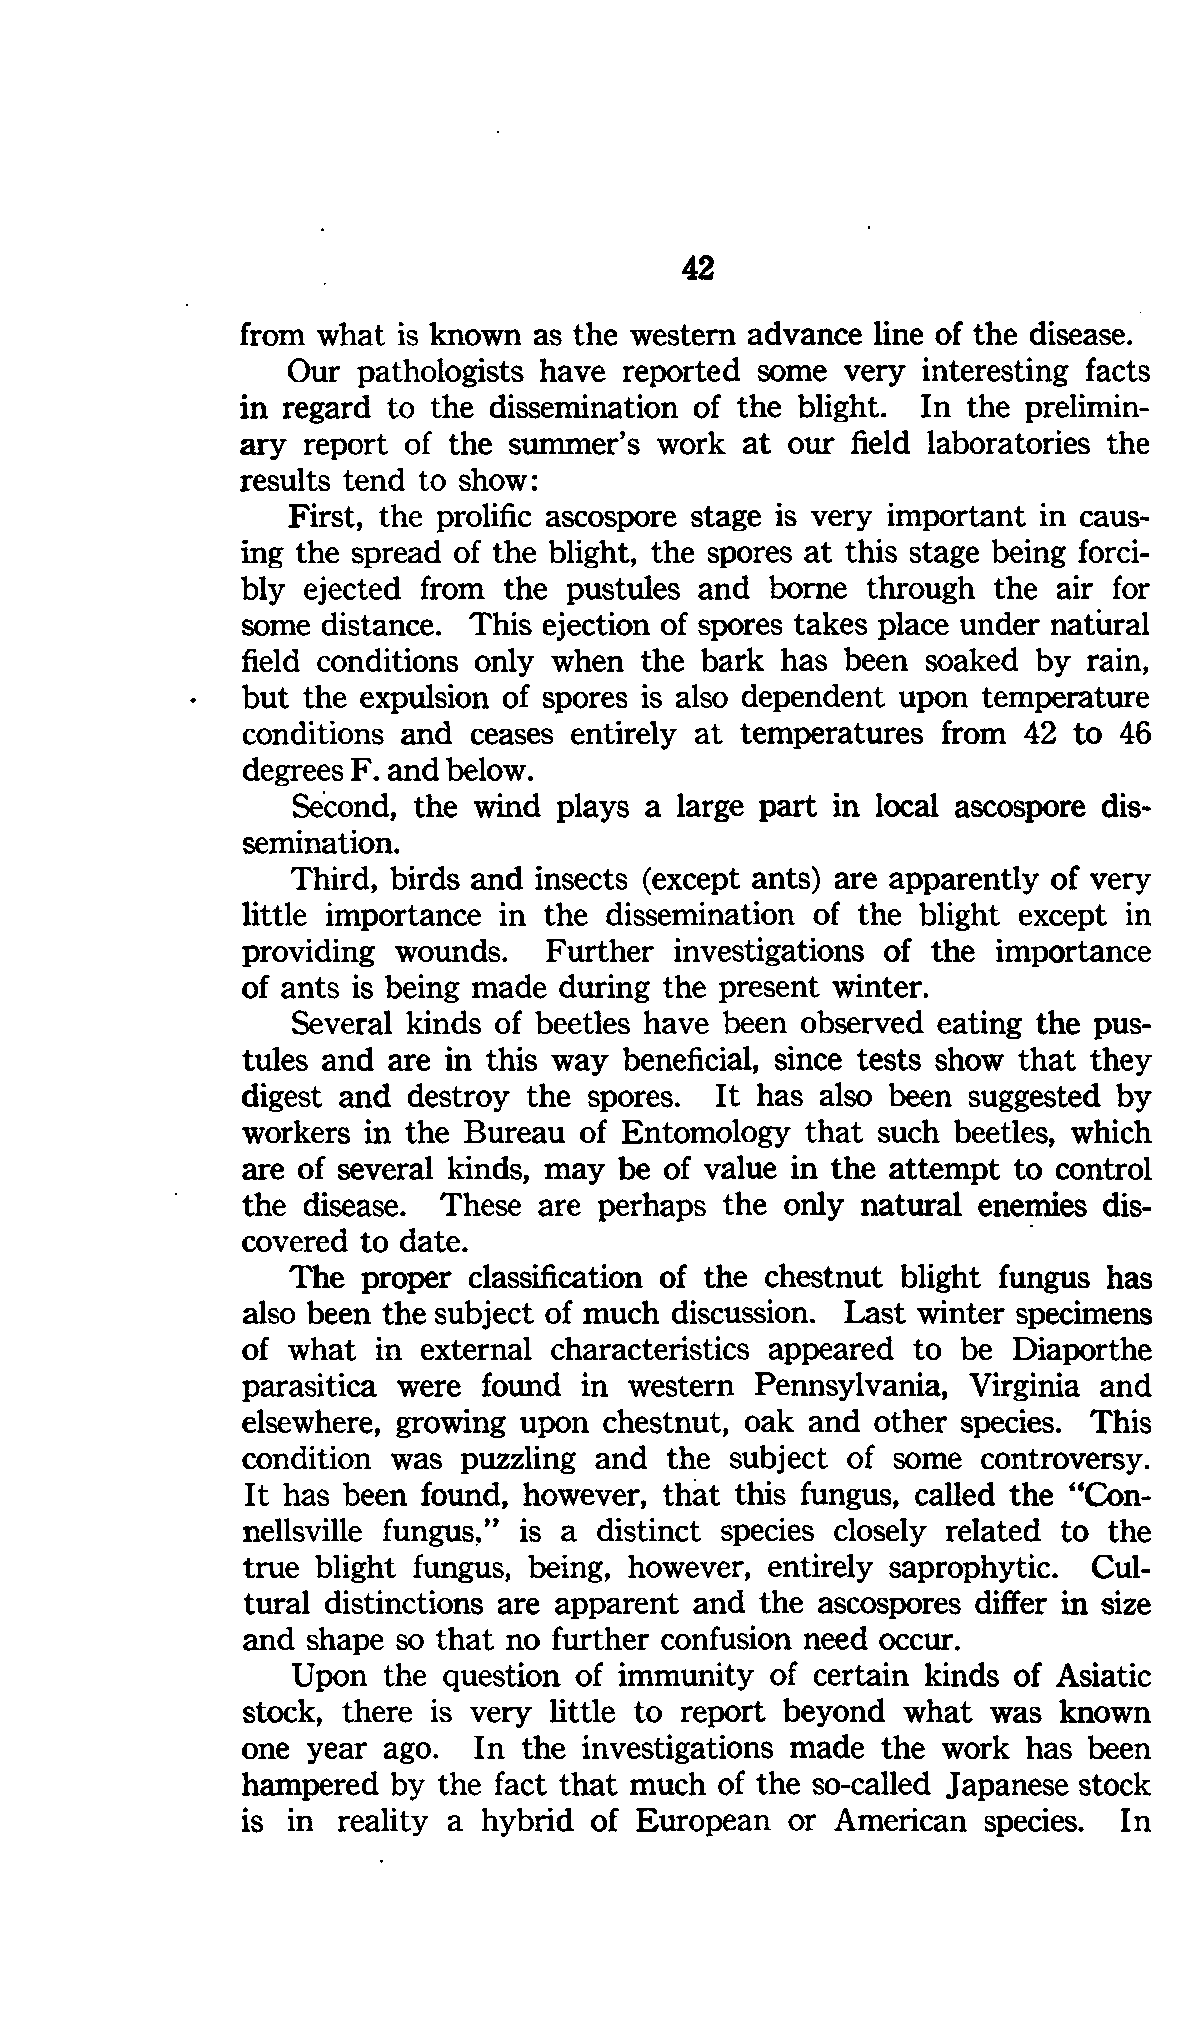 42
from what is known as the western advance line of the disease.
Our pathologists have reported some very interesting facts
in regard to the dissemination of the blight. In the prelimin-
ary report of the summer's work at our field laboratories the
results tend to show:
First, the prolific ascospore stage is very important in caus-
ing the spread of the blight, the spores at this stage being forci-
bly ejected from the pustules and borne through the air for
some distance. This ejection of spores takes place under natural
field conditions only when the bark has been soaked by rain,
but the expulsion of spores is also dependent upon temperature
conditions and ceases entirely at temperatures from 42 to 46
degrees F. and below.
Second, the wind plays a large part in local ascospore dis-
semination.
Third, birds and insects (except ants) are apparently of very
little importance in the dissemination of the blight except in
providing wounds. Further investigations of the importance
of ants is being made during the present winter.
Several kinds of beetles have been observed eating the pus-
tules and are in this way beneficial, since tests show that they
digest and destroy the spores. It has also been suggested by
workers in the Bureau of Entomology that such beetles, which
are of several kinds, may be of value in the attempt to control
the disease. These are perhaps the only natural enemies dis-
covered to date.
The proper classification of the chestnut blight fungus has
also been the subject of much discussion. Last winter specimens
of what in external characteristics appeared to be Diaporthe
parasitica were found in western Pennsylvania, Virginia and
elsewhere, growing upon chestnut, oak and other species. This
condition was puzzling and the subject of some controversy.
It has been found, however, that this fungus, called the "Con-
nellsville fungus," is a distinct species closely related to the
true blight fungus, being, however, entirely saprophytic. Cul-
tural distinctions are apparent and the ascospores differ in size
and shape so that no further confusion need occur.
Upon the question of immunity of certain kinds of Asiatic
stock, there is very little to report beyond what was known
one year ago. In the investigations made the work has been
hampered by the fact that much of the so-called Japanese stock
is in reality a hybrid of European or American species. In